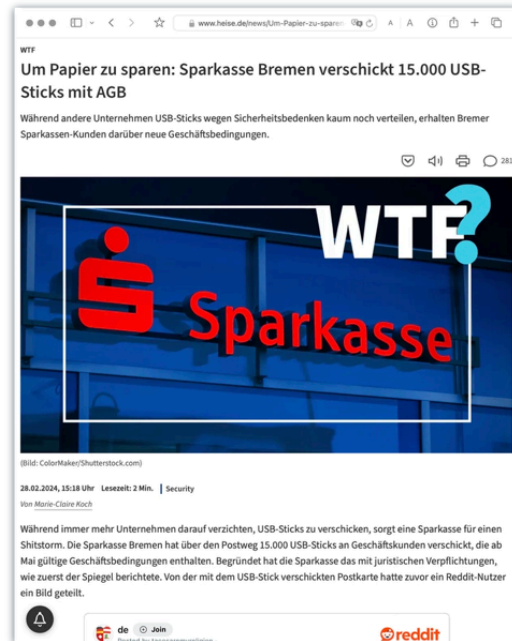 www.heise.de/news/Um-Papier-zu-sparen
A A
WTF
Um Papier zu sparen: Sparkasse Bremen verschickt 15.000 USB-
Sticks mit AGB
Während andere Unternehmen USB-Sticks wegen Sicherheitsbedenken kaum noch verteilen, erhalten Bremer
Sparkassen-Kunden darüber neue Geschäftsbedingungen.
WTF?
Sparkasse
(Bild: ColorMaker/Shutterstock.com)
28.02.2024, 15:18 Uhr Lesezeit: 2 Min. Security
Von Marie-Claire Koch
Während immer mehr Unternehmen darauf verzichten, USB-Sticks zu verschicken, sorgt eine Sparkasse für einen
Shitstorm. Die Sparkasse Bremen hat über den Postweg 15.000 USB-Sticks an Geschäftskunden verschickt, die ab
Mai gültige Geschäftsbedingungen enthalten. Begründet hat die Sparkasse das mit juristischen Verpflichtungen,
wie zuerst der Spiegel berichtete. Von der mit dem USB-Stick verschickten Postkarte hatte zuvor ein Reddit-Nutzer
ein Bild geteilt.
de Join
reddit